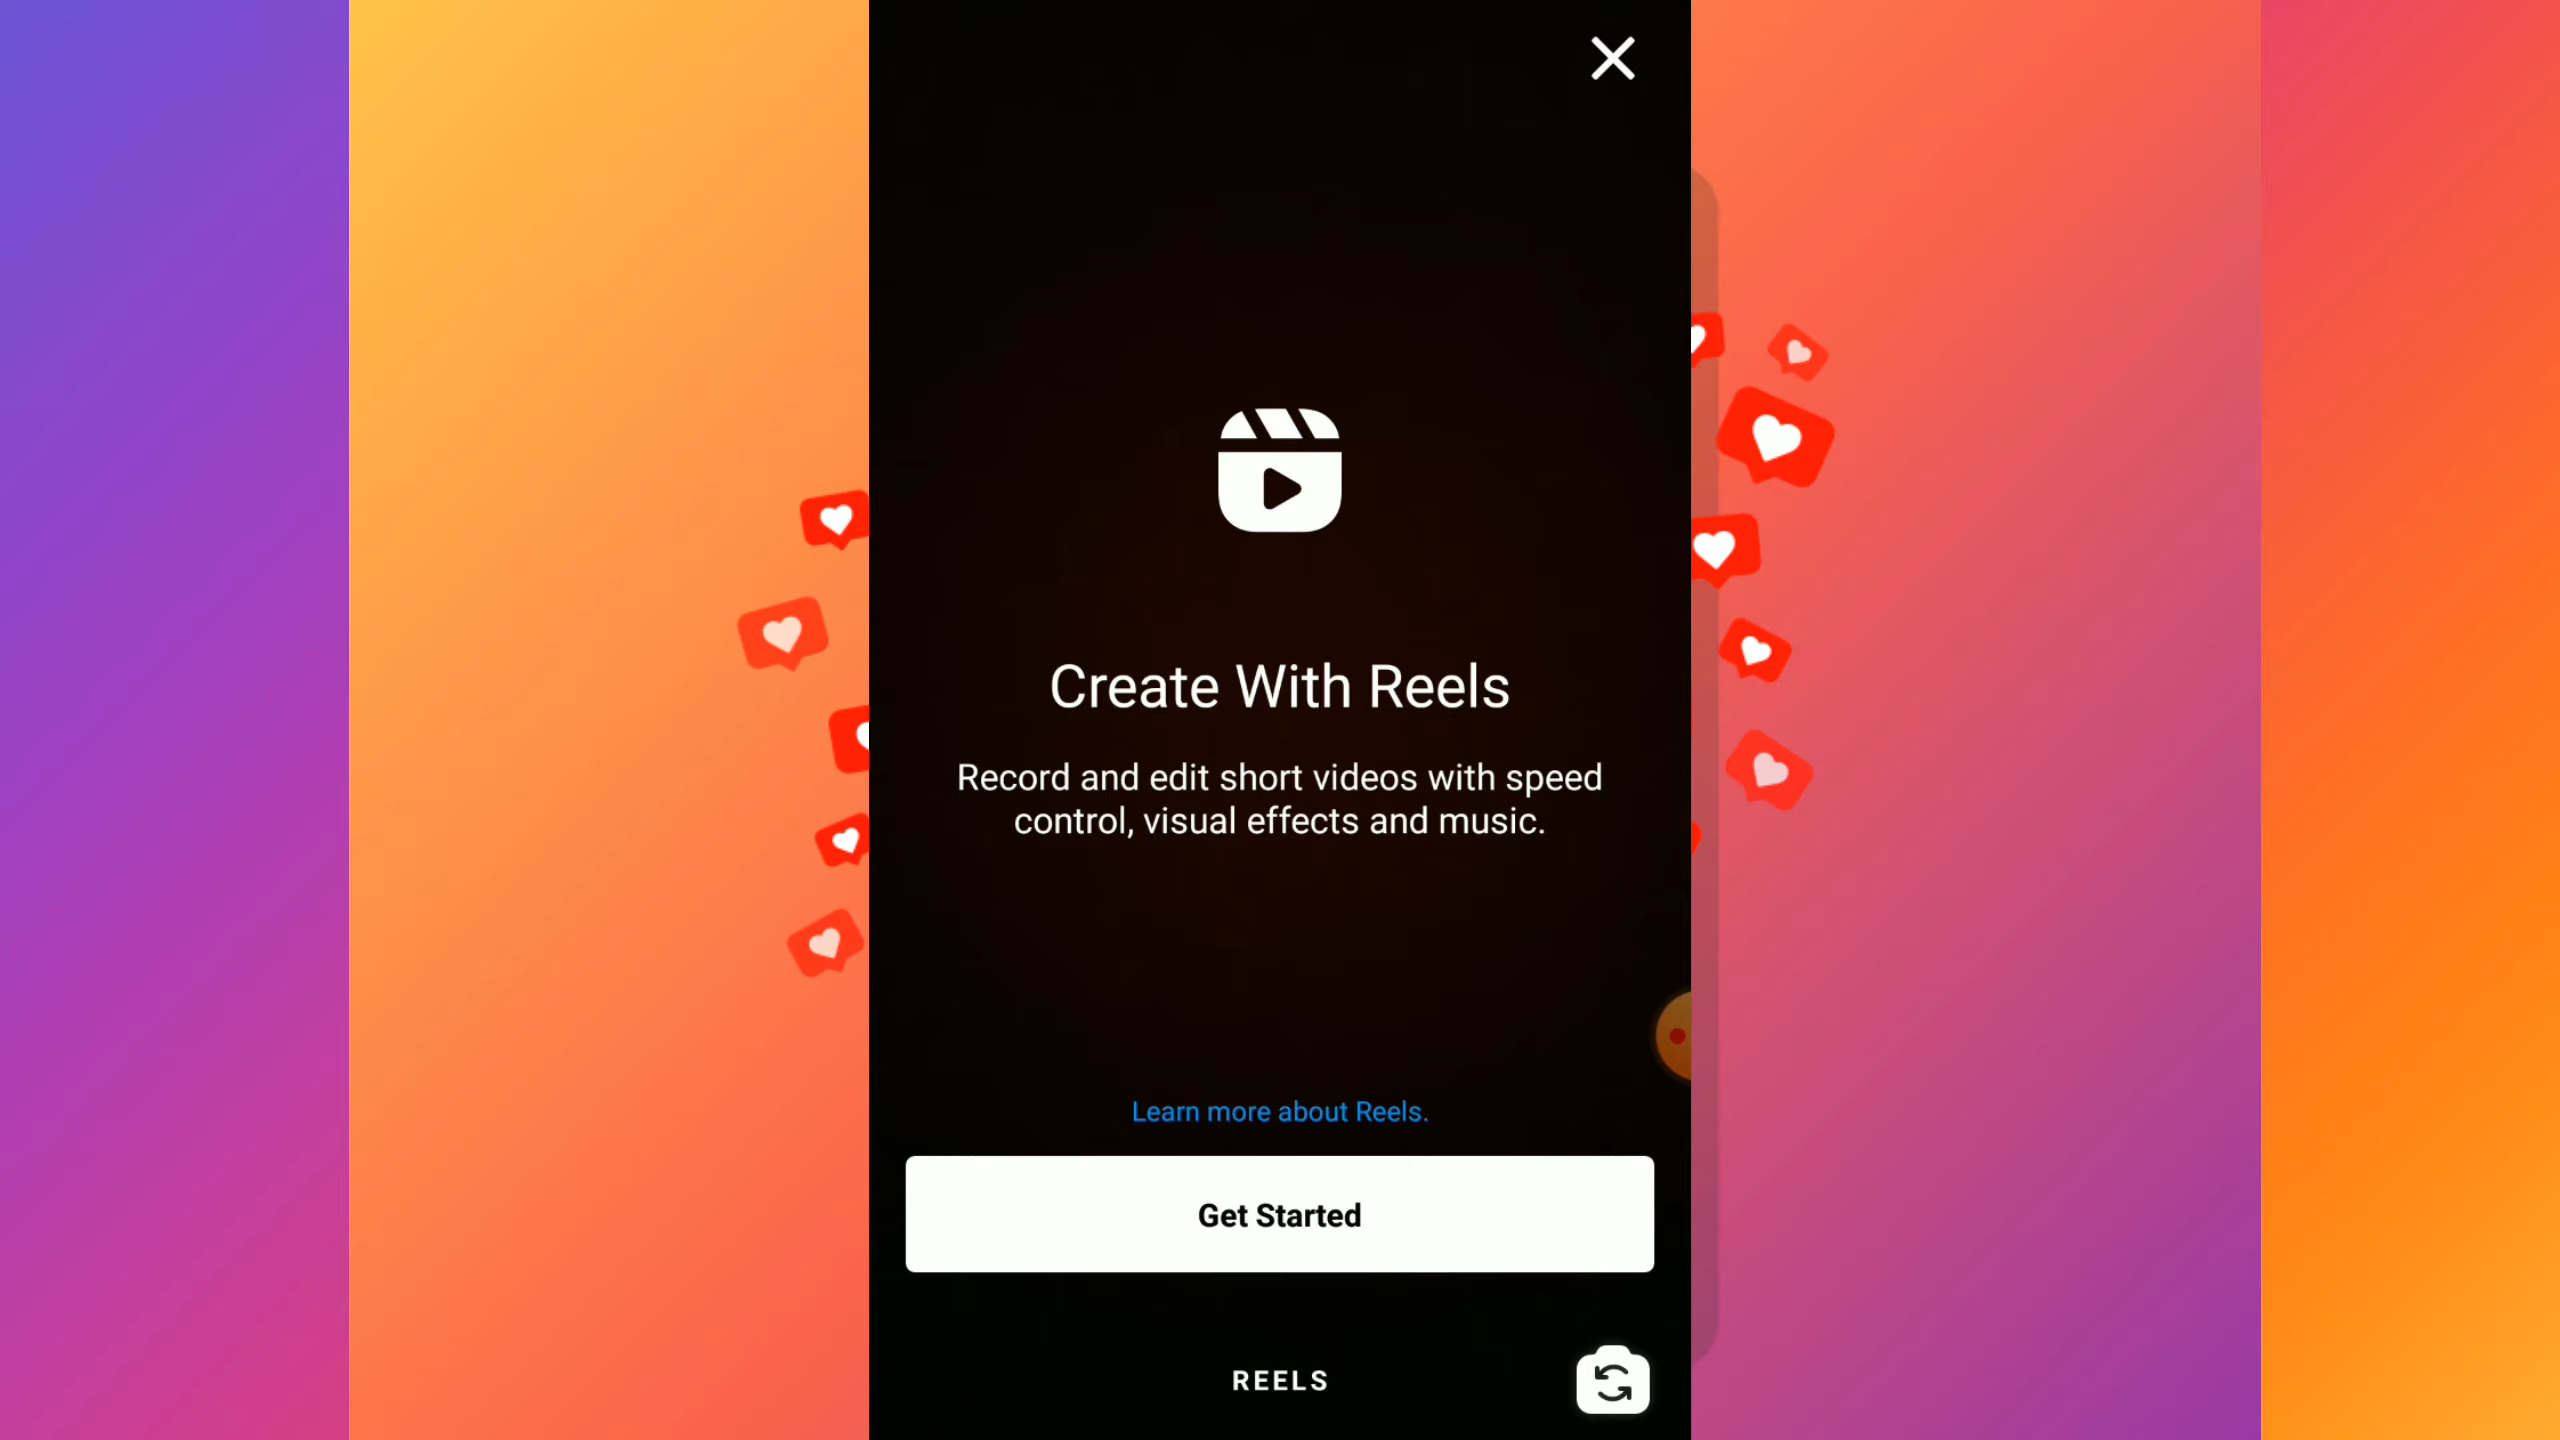 Create With Reels
Record and edit short videos with speed
control, visual effects and music.
Learn more about Reels.
Get Started
REELS